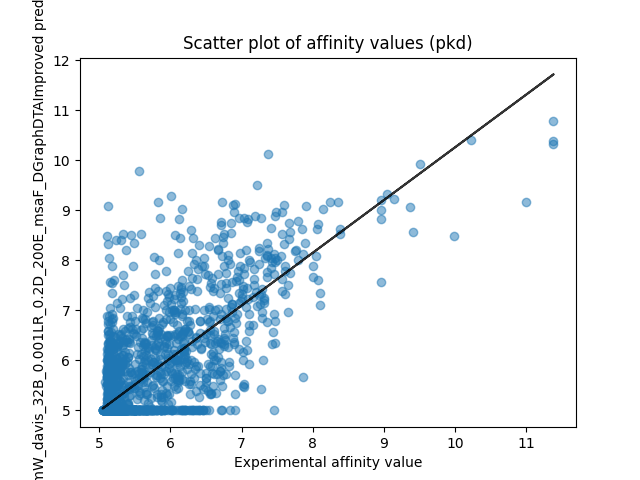 Scatter plot of affinity values (pkd)
mW_davis_32B_0.001LR_0.2D_200E_msaF_DGraphDTAImproved pred
12
11
10
9
8
7
6
5
5 6 7 8 9 10 11
Experimental affinity value